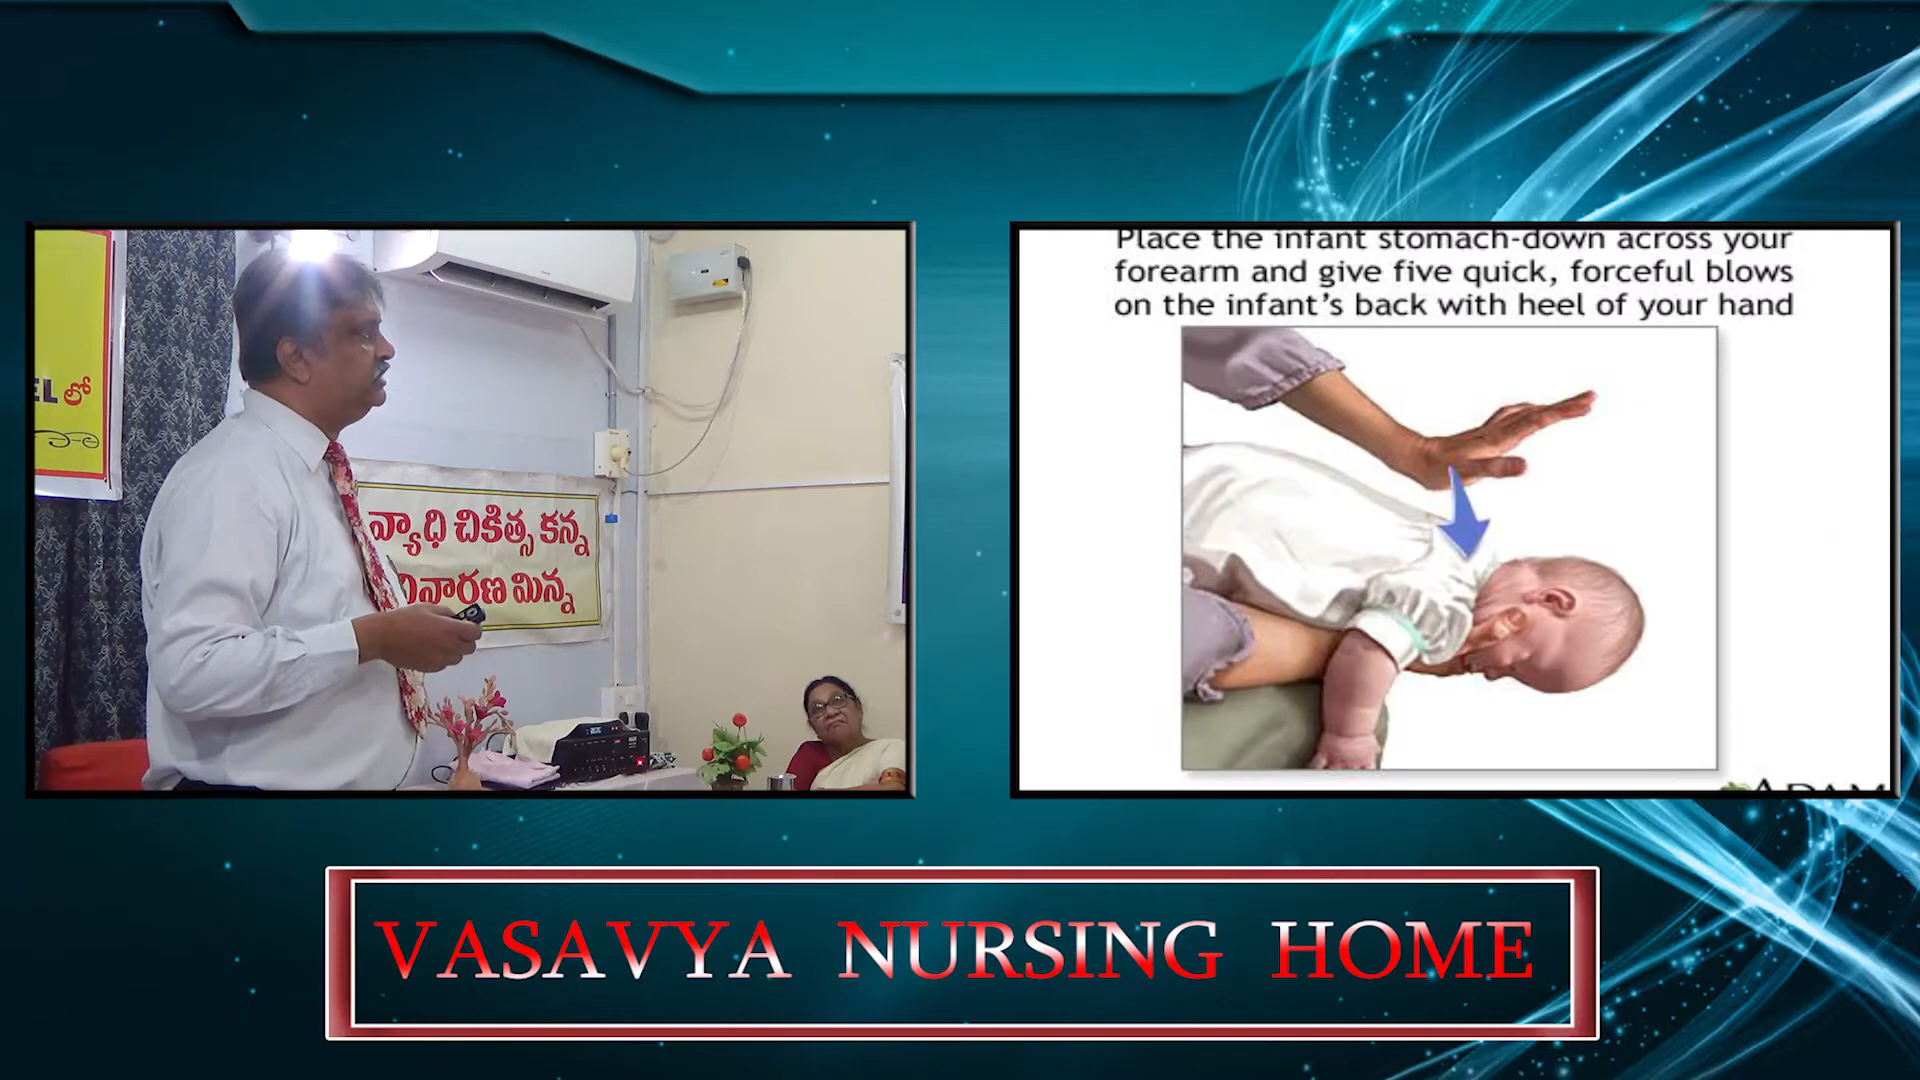 EL లో
వ్యాధి చికిత్స కన్న
నివారణ మిన్న
Place the infant stomach-down across your
forearm and give five quick, forceful blows
on the infant's back with heel of your hand
VASAVYA NURSING HOME